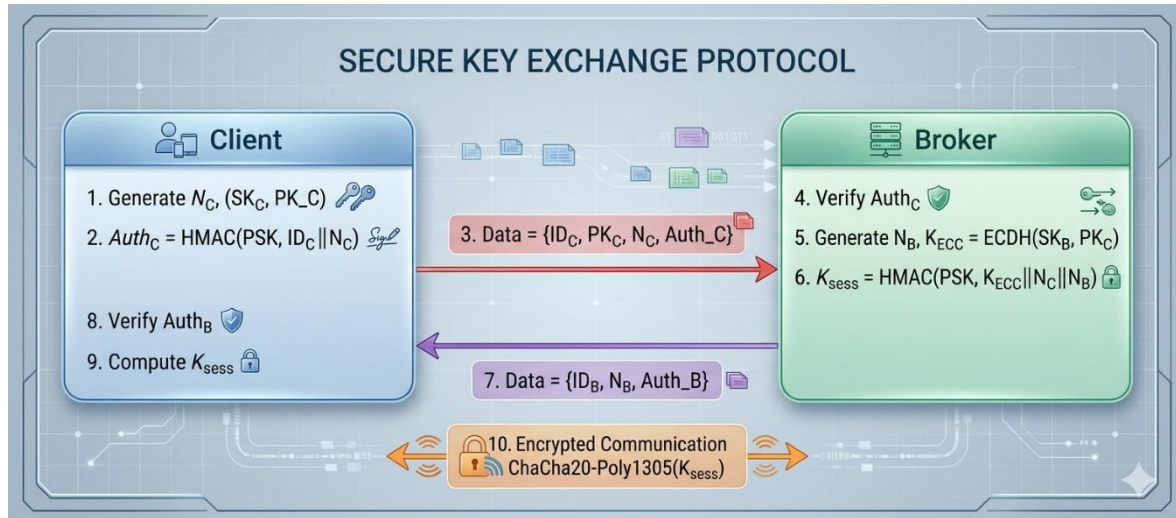 SECURE KEY EXCHANGE PROTOCOL
Client
1. Generate N_C, (SK_C, PK_C)
2. Auth_C = HMAC(PSK, ID_C||N_C)
3. Data = {ID_C, PK_C, N_C, Auth_C}
Broker
4. Verify Auth_C
5. Generate N_B, K_ECC = ECDH(SK_B, PK_C)
6. K_sess = HMAC(PSK, K_ECC||N_C||N_B)
7. Data = {ID_B, N_B, Auth_B}
8. Verify Auth_B
9. Compute K_sess
10. Encrypted Communication
ChaCha20-Poly1305(K_sess)